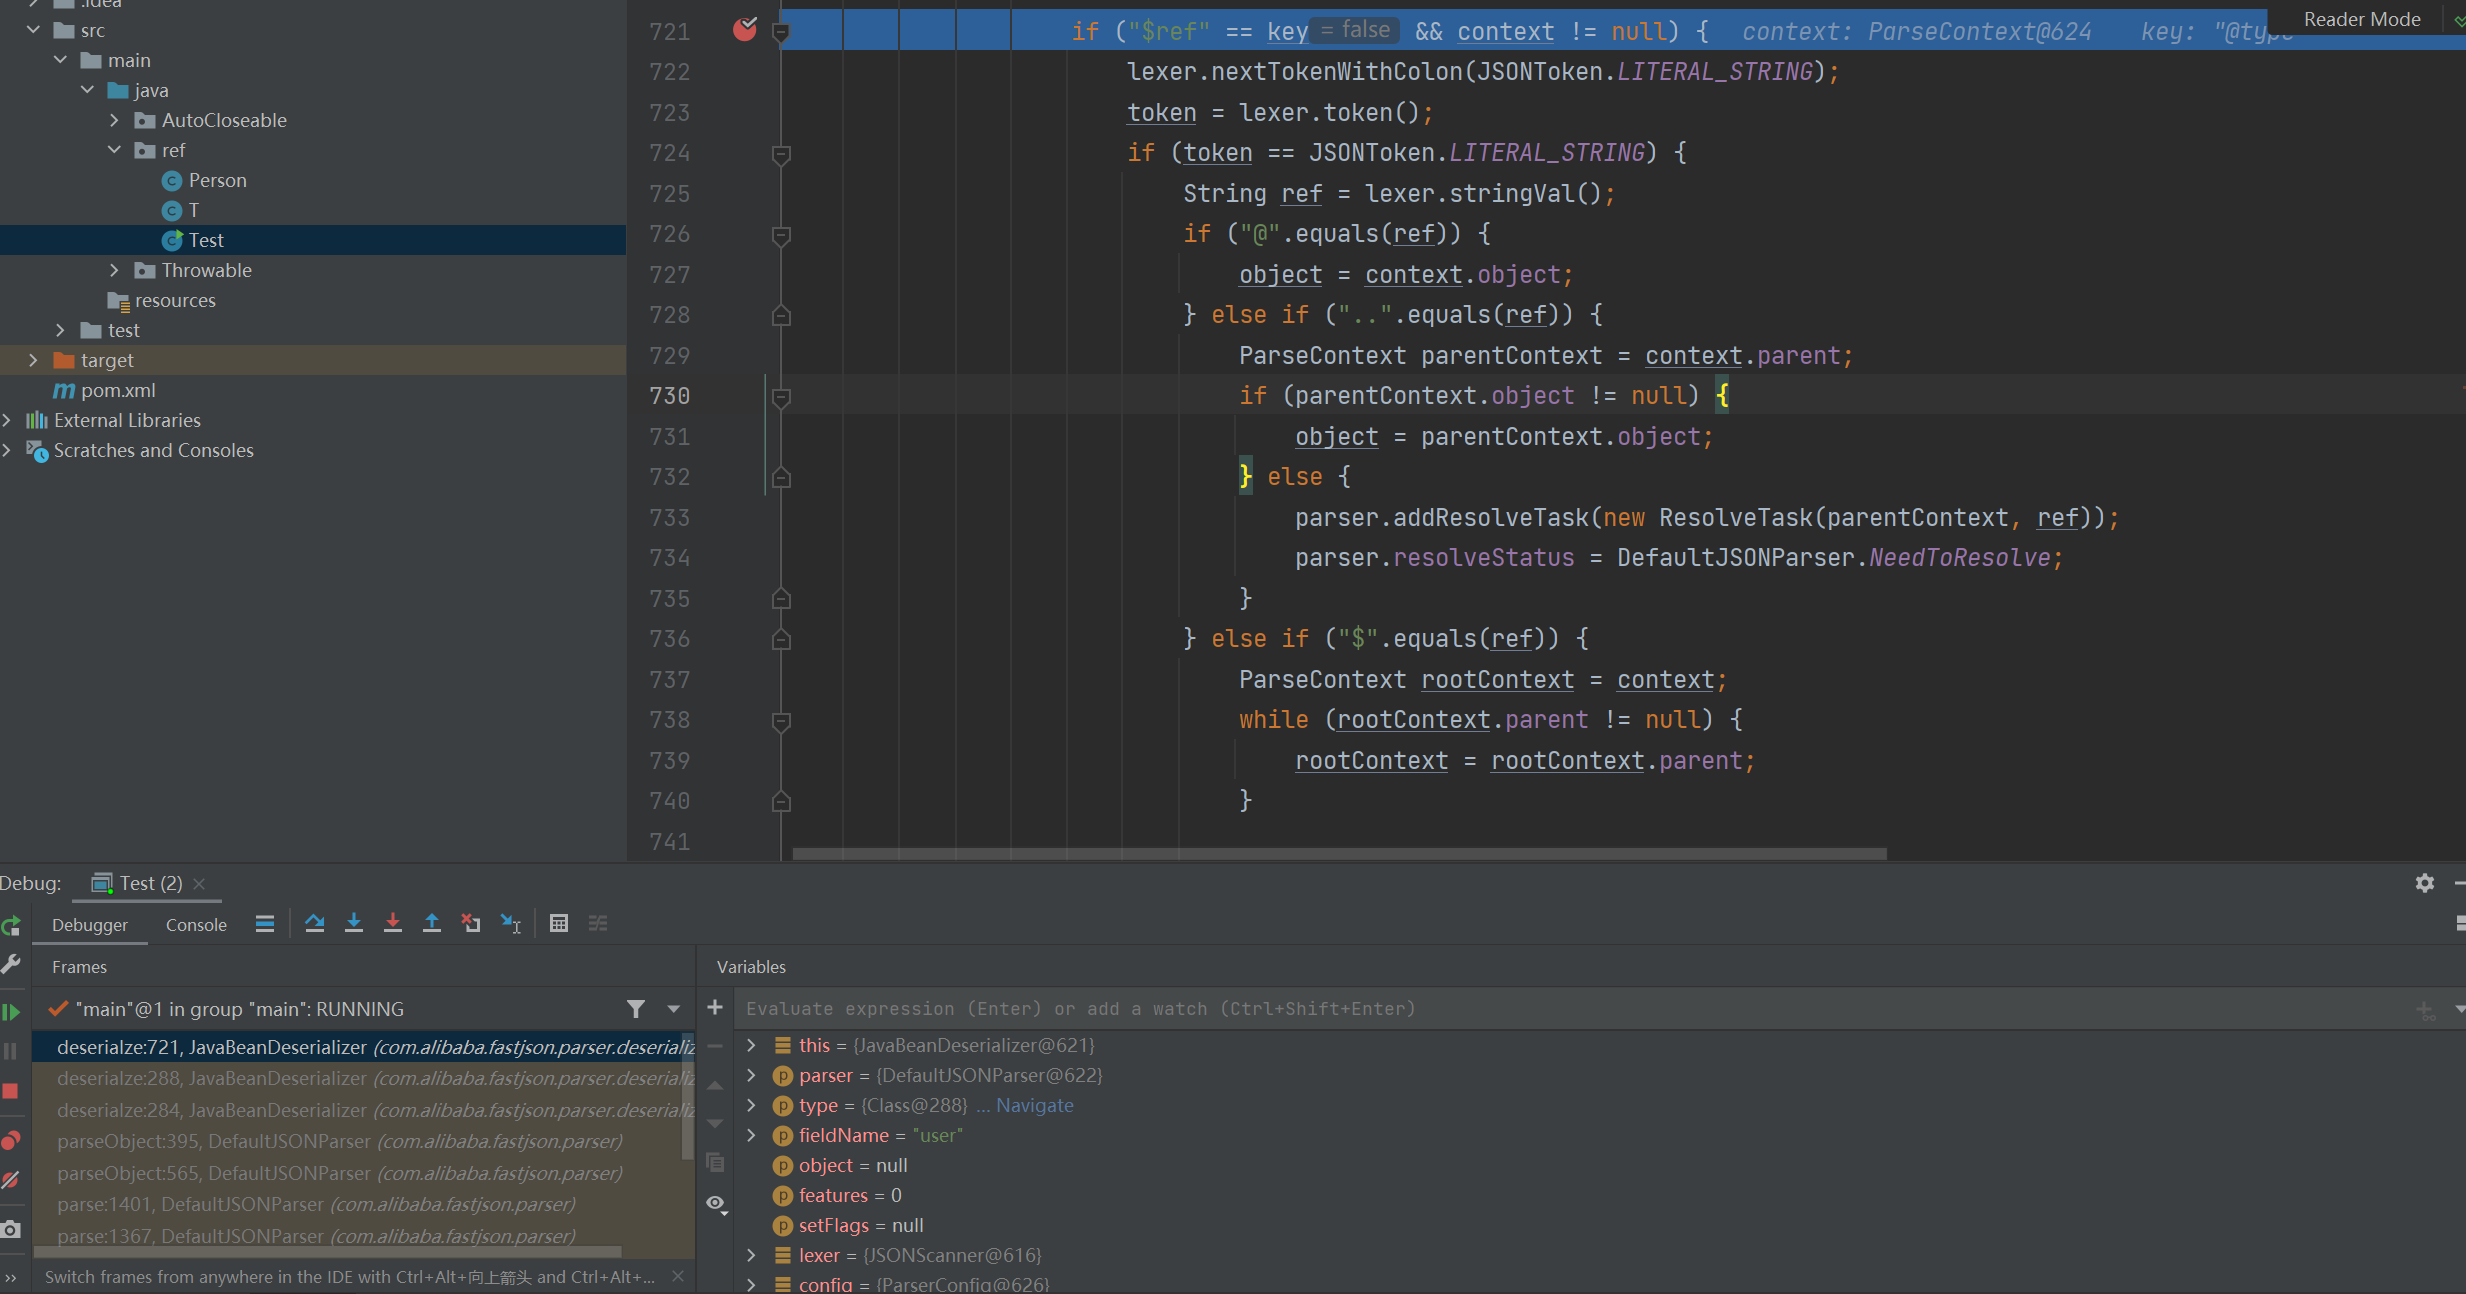 .idea
src
main
java
AutoCloseable
ref
Person
T
Test
Throwable
resources
test
target
pom.xml
External Libraries
Scratches and Consoles
Reader Mode
721 if ("$ref" == key = false && context != null) { context: ParseContext@624 key: "@type
722 lexer.nextTokenWithColon(JSONToken.LITERAL_STRING);
723 token = lexer.token();
724 if (token == JSONToken.LITERAL_STRING) {
725 String ref = lexer.stringVal();
726 if ("@".equals(ref)) {
727 object = context.object;
728 } else if ("..".equals(ref)) {
729 ParseContext parentContext = context.parent;
730 if (parentContext.object != null) {
731 object = parentContext.object;
732 } else {
733 parser.addResolveTask(new ResolveTask(parentContext, ref));
734 parser.resolveStatus = DefaultJSONParser.NeedToResolve;
735 }
736 } else if ("$".equals(ref)) {
737 ParseContext rootContext = context;
738 while (rootContext.parent != null) {
739 rootContext = rootContext.parent;
740 }
741
Debug: Test (2)
Debugger Console
Frames
"main"@1 in group "main": RUNNING
deserialze:721, JavaBeanDeserializer (com.alibaba.fastjson.parser.deserializ
deserialze:288, JavaBeanDeserializer (com.alibaba.fastjson.parser.deserializ
deserialze:284, JavaBeanDeserializer (com.alibaba.fastjson.parser.deserializ
parseObject:395, DefaultJSONParser (com.alibaba.fastjson.parser)
parseObject:565, DefaultJSONParser (com.alibaba.fastjson.parser)
parse:1401, DefaultJSONParser (com.alibaba.fastjson.parser)
parse:1367, DefaultJSONParser (com.alibaba.fastjson.parser)
Switch frames from anywhere in the IDE with Ctrl+Alt+向上箭头 and Ctrl+Alt+...
Variables
Evaluate expression (Enter) or add a watch (Ctrl+Shift+Enter)
this = {JavaBeanDeserializer@621}
parser = {DefaultJSONParser@622}
type = {Class@288} ... Navigate
fieldName = "user"
object = null
features = 0
setFlags = null
lexer = {JSONScanner@616}
config = {ParserConfig@626}